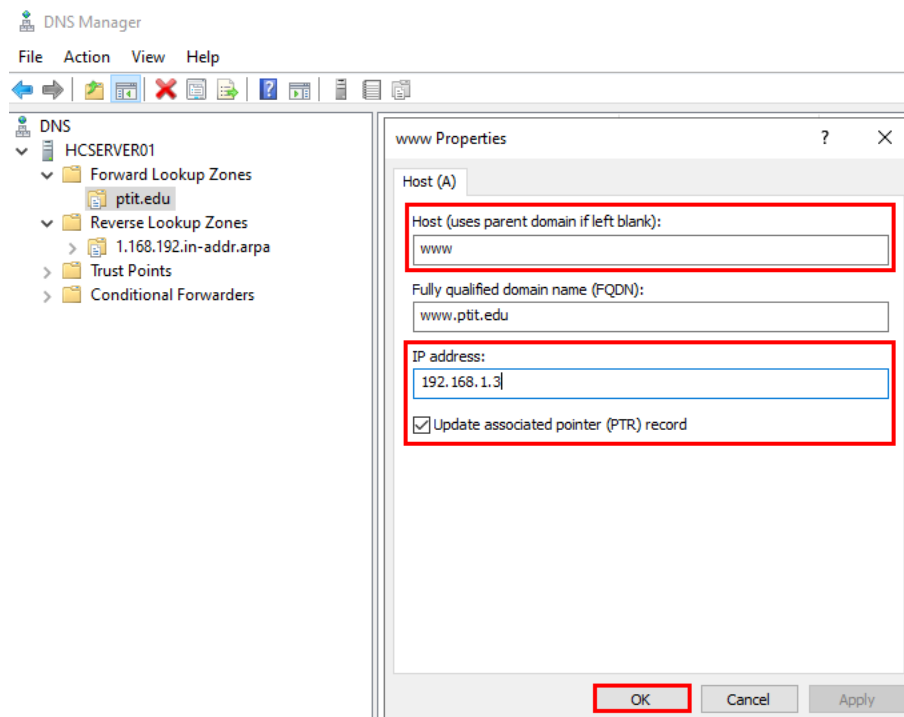 DNS Manager
File Action View Help
DNS
HCSERVER01
Forward Lookup Zones
ptit.edu
Reverse Lookup Zones
1.168.192.in-addr.arpa
Trust Points
Conditional Forwarders
www Properties
Host (A)
Host (uses parent domain if left blank):
www
Fully qualified domain name (FQDN):
www.ptit.edu
IP address:
192.168.1.3
Update associated pointer (PTR) record
OK Cancel Apply